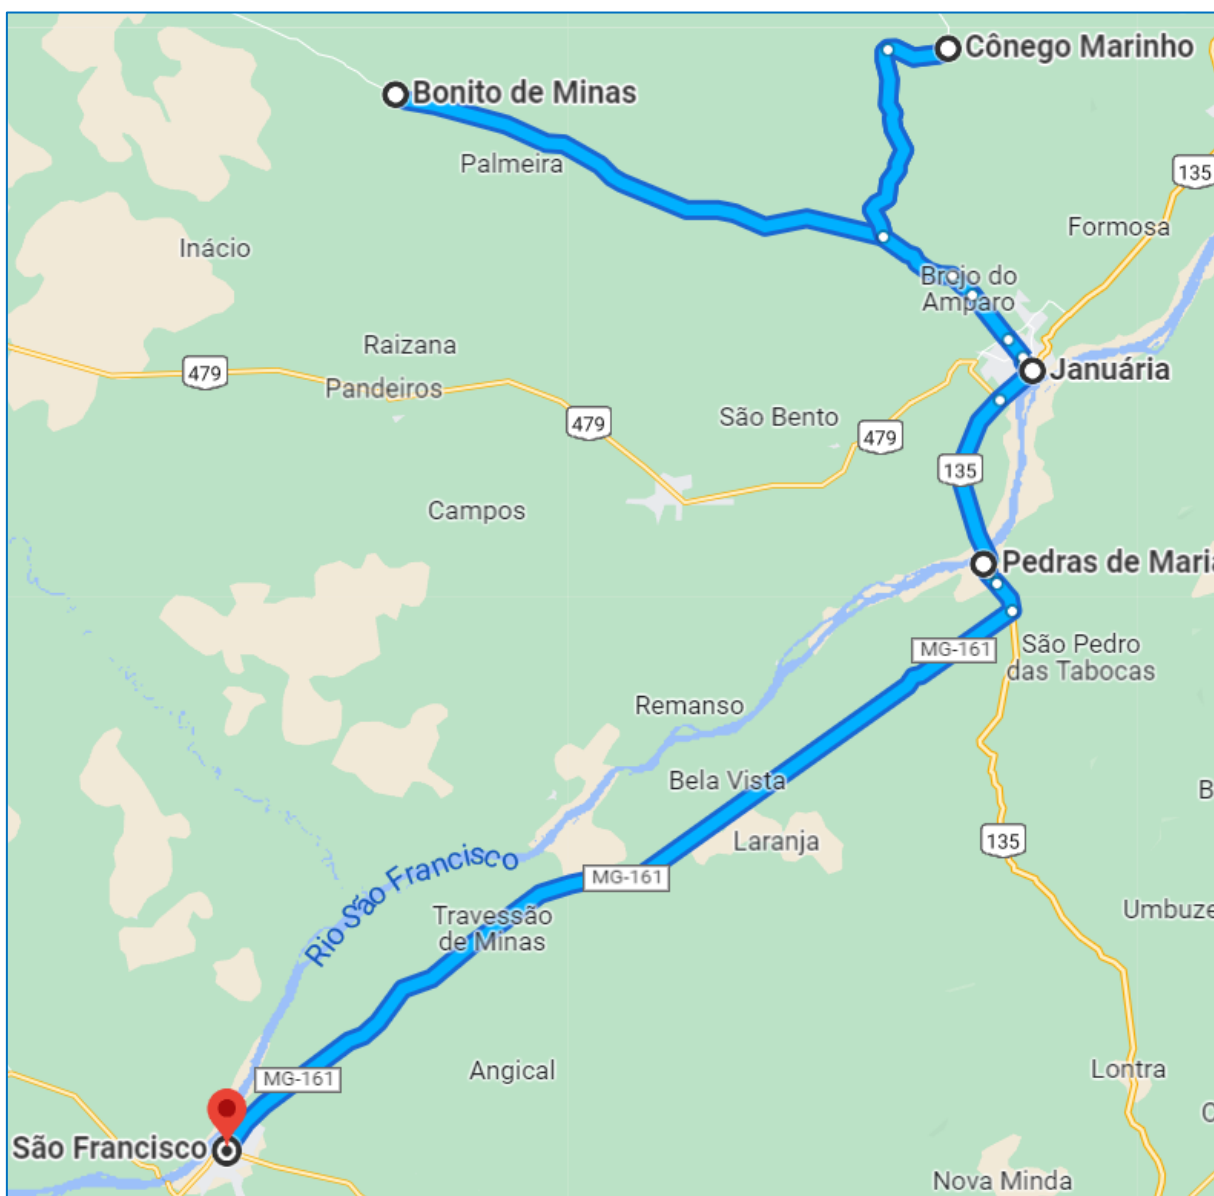 Cônego Marinho
Bonito de Minas
Palmeira
135
Formosa
Inácio
Brejo do
Amparo
Raizana
479
Pandeiros
Januária
São Bento
479
479
135
Campos
Pedras de Maria
MG-161
São Pedro
das Tabocas
Remanso
Bela Vista
B
Laranja
135
Rio São Francisco
MG-161
Travessão
de Minas
Umbuze
Angical
MG-161
Lontra
C
São Francisco
Nova Minda